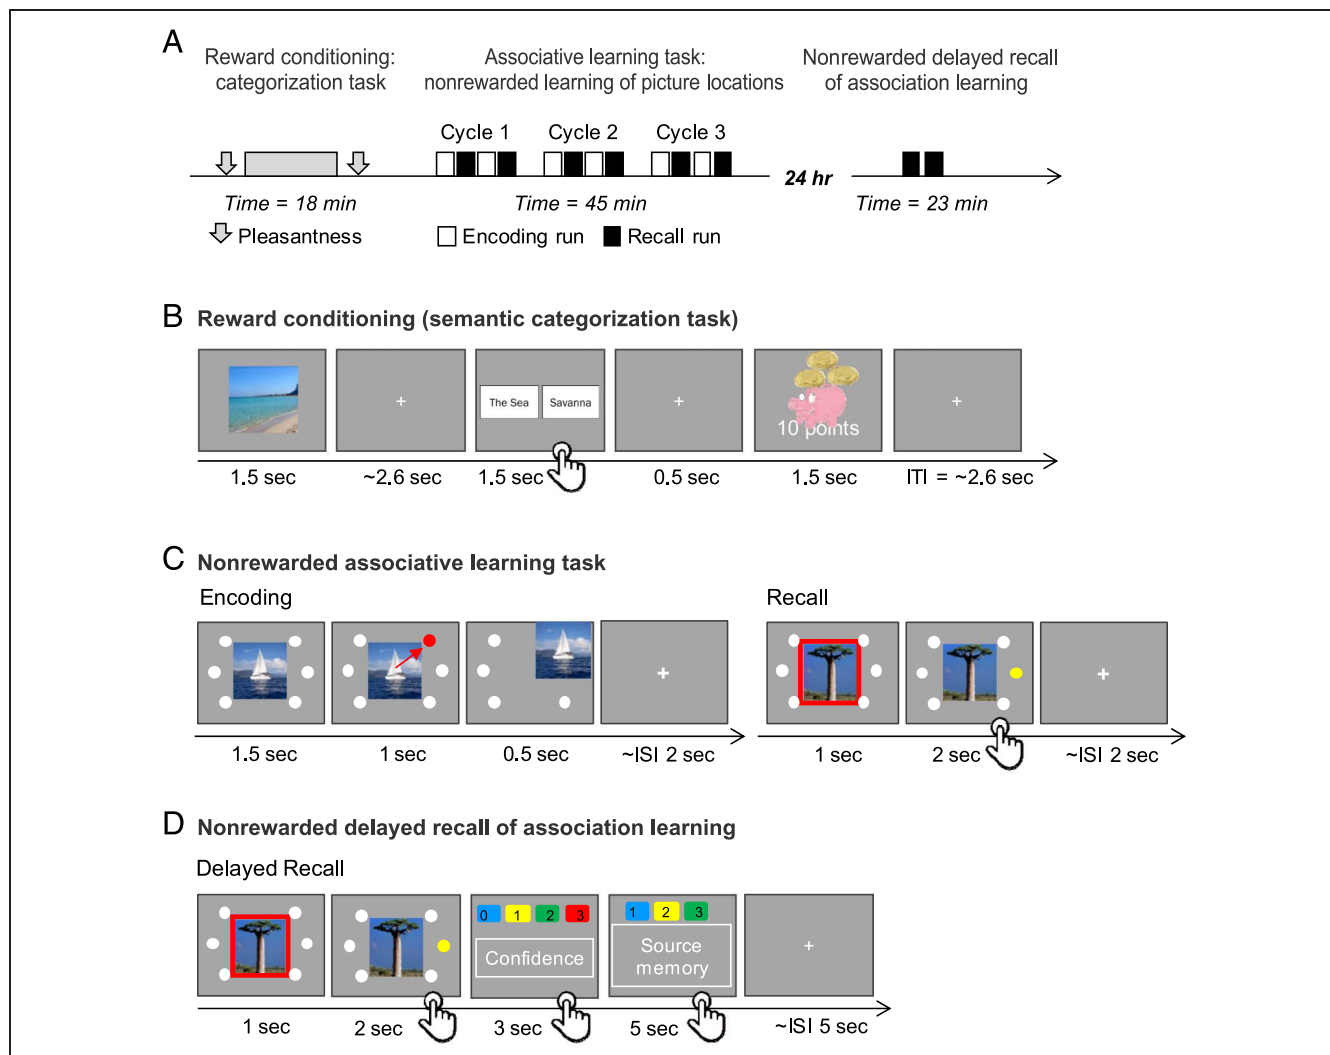 A
Reward conditioning:
categorization task
Associative learning task:
nonrewarded learning of picture locations
Nonrewarded delayed recall
of association learning
Cycle 1
Cycle 2
Cycle 3
24 hr
Time = 18 min
Time = 45 min
Time = 23 min
Pleasantness
Encoding run
Recall run
B Reward conditioning (semantic categorization task)
The Sea
Savanna
10 points
1.5 sec
~2.6 sec
1.5 sec
0.5 sec
1.5 sec
ITI = ~2.6 sec
C Nonrewarded associative learning task
Encoding
Recall
1.5 sec
1 sec
0.5 sec
~ISI 2 sec
1 sec
2 sec
~ISI 2 sec
D Nonrewarded delayed recall of association learning
Delayed Recall
0 1 2 3
Confidence
1 2 3
Source
memory
1 sec
2 sec
3 sec
5 sec
~ISI 5 sec